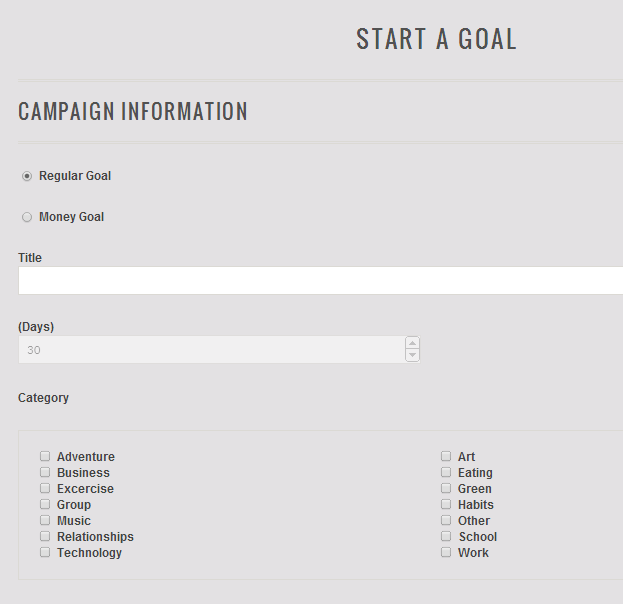 START A GOAL
CAMPAIGN INFORMATION
Regular Goal
Money Goal
Title
(Days)
30
Category
Adventure
Art
Business
Eating
Excercise
Green
Group
Habits
Music
Other
Relationships
School
Technology
Work